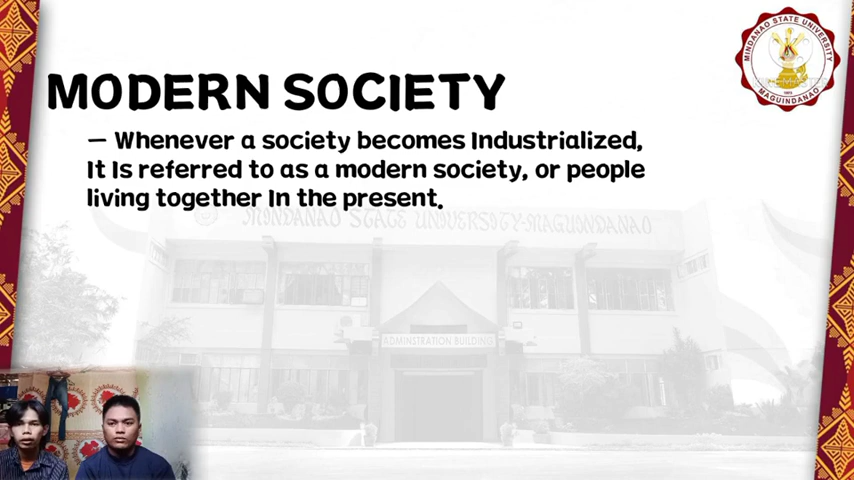 MODERN SOCIETY
MINDANAO STATE UNIVERSITY
MAGUINDANAO
— Whenever a society becomes Industrialized,
It Is referred to as a modern society, or people
living together In the present.
MINDANAO STATE UNIVERSITY-MAGUINDANAO
ADMINSTRATION BUILDING